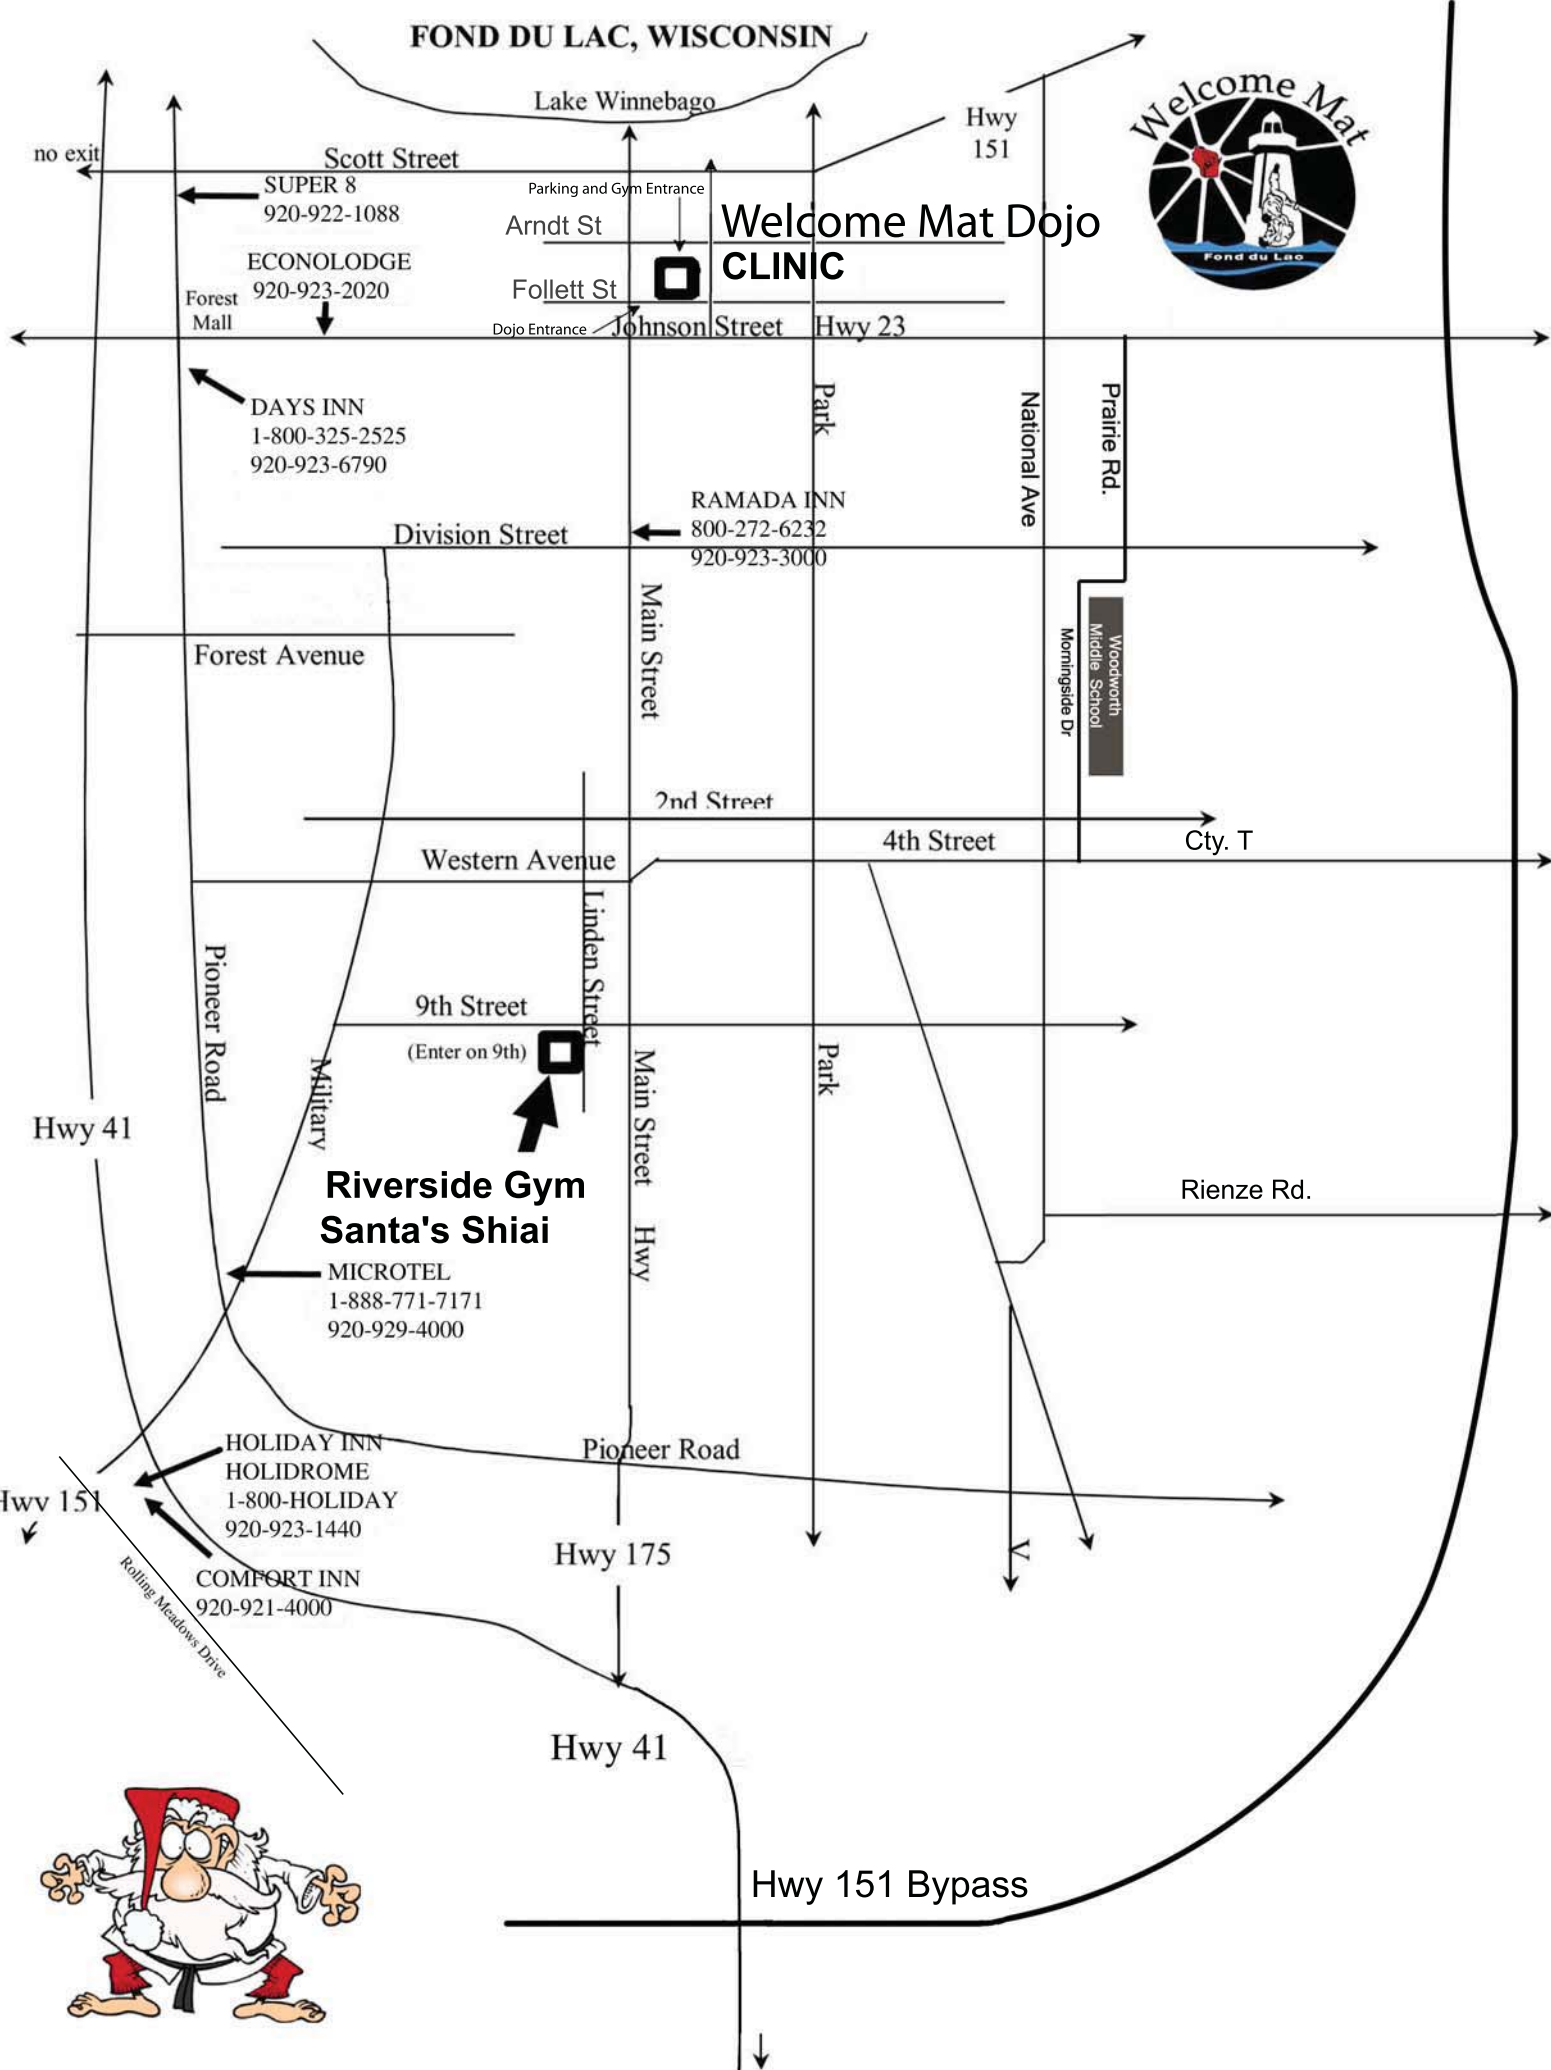 FOND DU LAC, WISCONSIN
Welcome Mat
Fond du Lac
Lake Winnebago
Hwy
151
no exit
Scott Street
SUPER 8
920-922-1088
Parking and Gym Entrance
Arndt St
Welcome Mat Dojo
CLINIC
ECONOLODGE
920-923-2020
Forest
Mall
Follett St
Dojo Entrance
Johnson Street
Hwy 23
DAYS INN
1-800-325-2525
920-923-6790
Park
National Ave
Prairie Rd.
RAMADA INN
800-272-6232
920-923-3000
Division Street
Main Street
Forest Avenue
Morningside Dr
Woodworth
Middle School
2nd Street
4th Street
Cty. T
Western Avenue
Linden Street
Pioneer Road
9th Street
(Enter on 9th)
Military
Main Street
Hwy
Park
Hwy 41
Riverside Gym
Santa's Shiai
Rienze Rd.
MICROTEL
1-888-771-7171
920-929-4000
HOLIDAY INN
HOLIDROME
1-800-HOLIDAY
920-923-1440
Pioneer Road
Hwy 151
Hwy 175
V
COMFORT INN
920-921-4000
Rolling Meadows Drive
Hwy 41
Hwy 151 Bypass